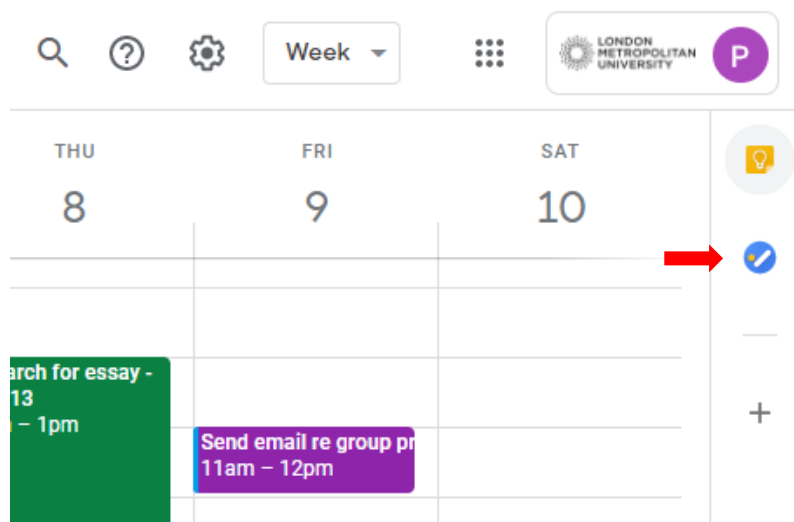 Week
LONDON
METROPOLITAN
UNIVERSITY
P
THU
FRI
SAT
8
9
10
arch for essay -
13
– 1pm
Send email re group pr
11am – 12pm